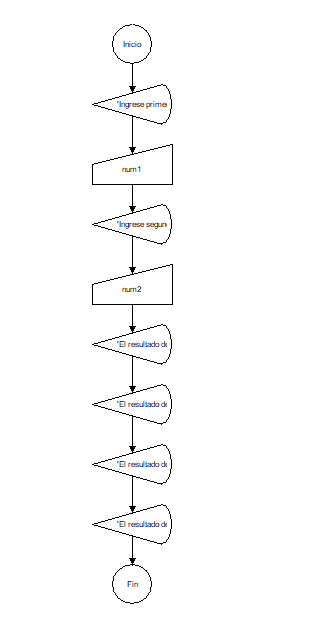 Inicio
"Ingrese prime
num1
"Ingrese segun
num2
"El resultado de
"El resultado de
"El resultado de
"El resultado de
Fin